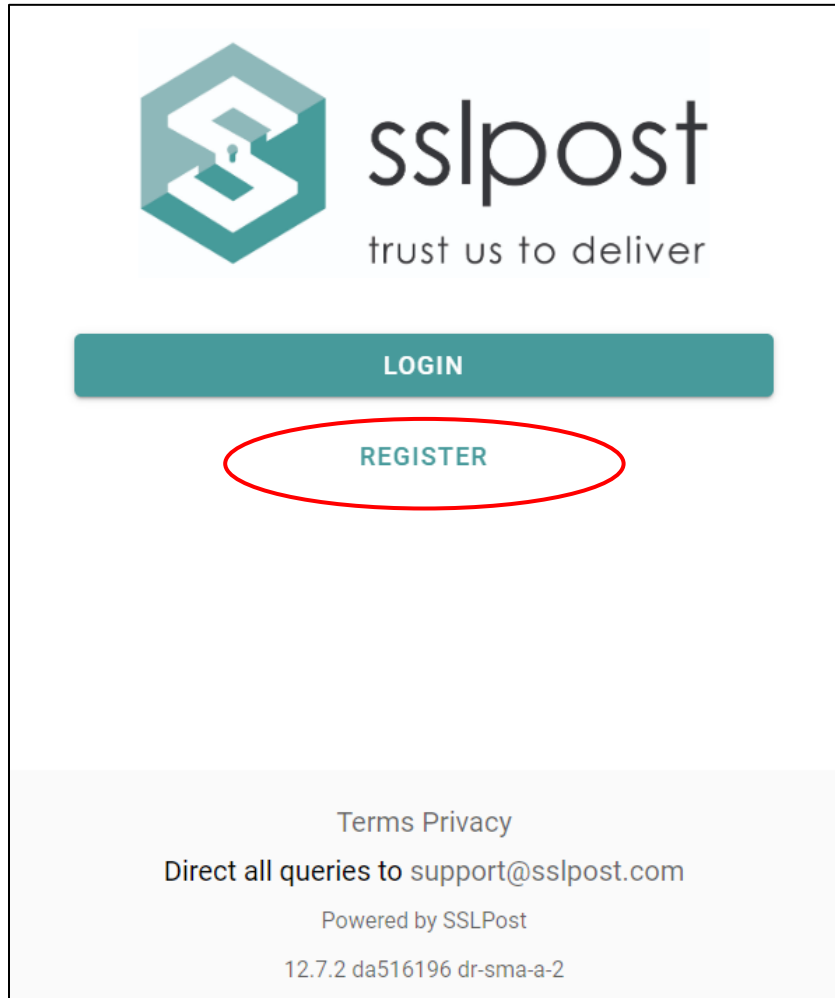 sslpost
trust us to deliver
LOGIN
REGISTER
Terms Privacy
Direct all queries to support@sslpost.com
Powered by SSLPost
12.7.2 da516196 dr-sma-a-2